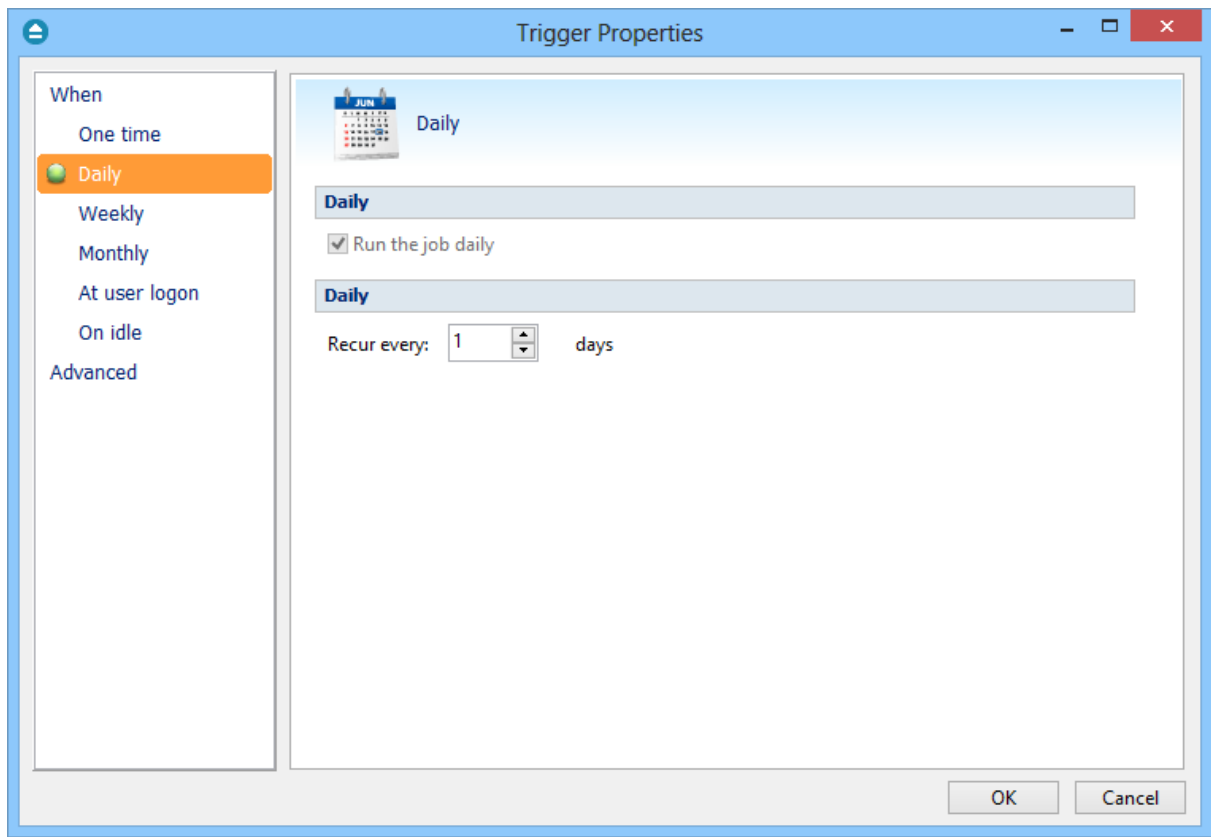 Trigger Properties
When
One time
Daily
Weekly
Monthly
At user logon
On idle
Advanced
JUN
Daily
Daily
Run the job daily
Daily
Recur every: 1 days
OK Cancel